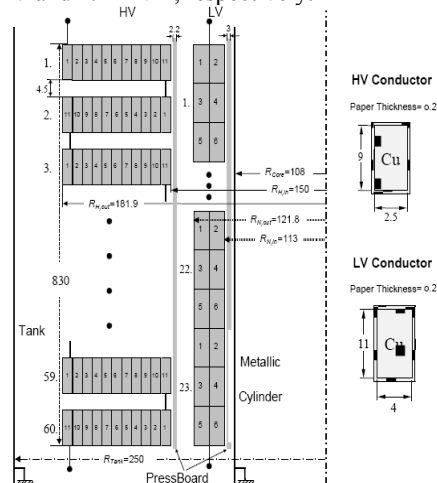 HV
LV
2.2
3
1.
1 2 3 4 5 6 7 8 9 10 11
1 2
4.5
1.
3 4
2.
11 10 9 8 7 6 5 4 3 2 1
5 6
3.
1 2 3 4 5 6 7 8 9 10 11
R_Core=108
R_H,in=150
R_H,out=181.9
R_N,out=121.8
R_N,in=113
1 2
22.
3 4
5 6
830
1 2
Tank
Metallic
23.
3 4
Cylinder
59.
1 2 3 4 5 6 7 8 9 10 11
5 6
60.
11 10 9 8 7 6 5 4 3 2 1
R_Tank=250
PressBoard
HV Conductor
Paper Thickness= 0.2
9
Cu
2.5
LV Conductor
Paper Thickness= 0.2
11
Cu
4